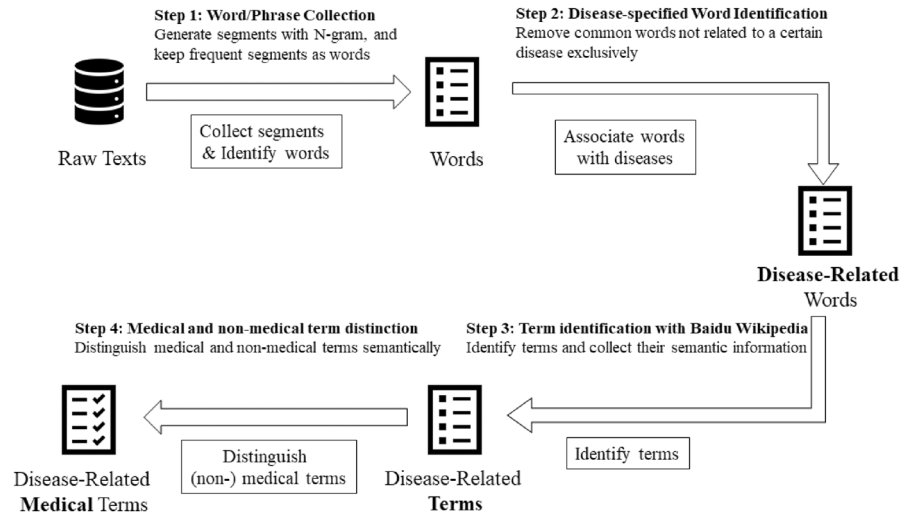 Step 1: Word/Phrase Collection
Generate segments with N-gram, and
keep frequent segments as words
Step 2: Disease-specified Word Identification
Remove common words not related to a certain
disease exclusively
Raw Texts
Collect segments
& Identify words
Words
Associate words
with diseases
Disease-Related
Words
Step 3: Term identification with Baidu Wikipedia
Identify terms and collect their semantic information
Identify terms
Disease-Related
Terms
Step 4: Medical and non-medical term distinction
Distinguish medical and non-medical terms semantically
Distinguish
(non-) medical terms
Disease-Related
Medical Terms